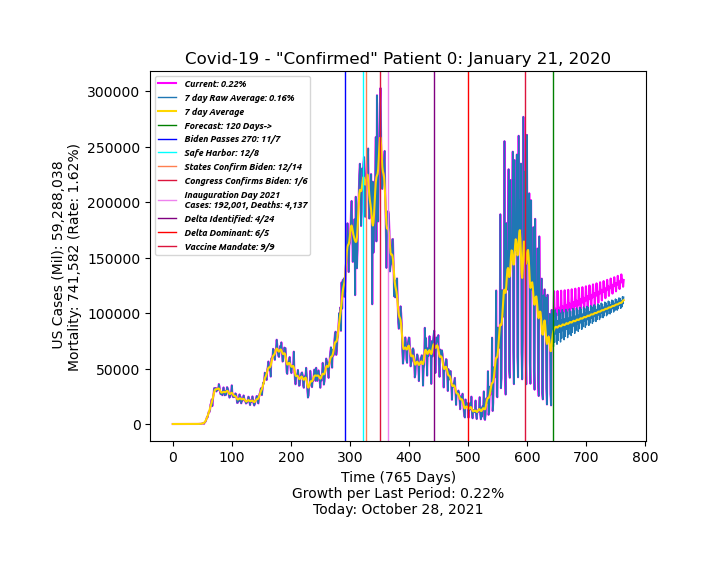 Covid-19 - "Confirmed" Patient 0: January 21, 2020
US Cases (Mil): 59,288,038
Mortality: 741,582 (Rate: 1.62%)
300000
250000
200000
150000
100000
50000
0
Current: 0.22%
7 day Raw Average: 0.16%
7 day Average
Forecast: 120 Days->
Biden Passes 270: 11/7
Safe Harbor: 12/8
States Confirm Biden: 12/14
Congress Confirms Biden: 1/6
Inauguration Day 2021
Cases: 192,001, Deaths: 4,137
Delta Identified: 4/24
Delta Dominant: 6/5
Vaccine Mandate: 9/9
0 100 200 300 400 500 600 700 800
Time (765 Days)
Growth per Last Period: 0.22%
Today: October 28, 2021